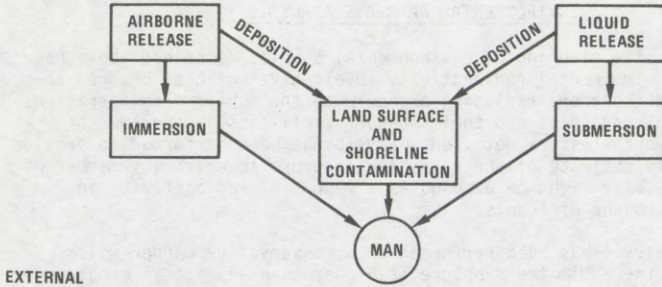 AIRBORNE
RELEASE
LIQUID
RELEASE
DEPOSITION
DEPOSITION
IMMERSION
LAND SURFACE
AND
SHORELINE
CONTAMINATION
SUBMERSION
MAN
EXTERNAL